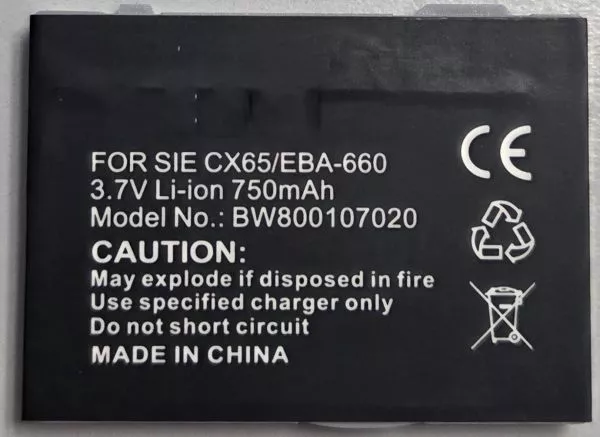 FOR SIE CX65/EBA-660
3.7V Li-ion 750mAh
Model No.: BW800107020
CAUTION:
May explode if disposed in fire
Use specified charger only
Do not short circuit
MADE IN CHINA
CE